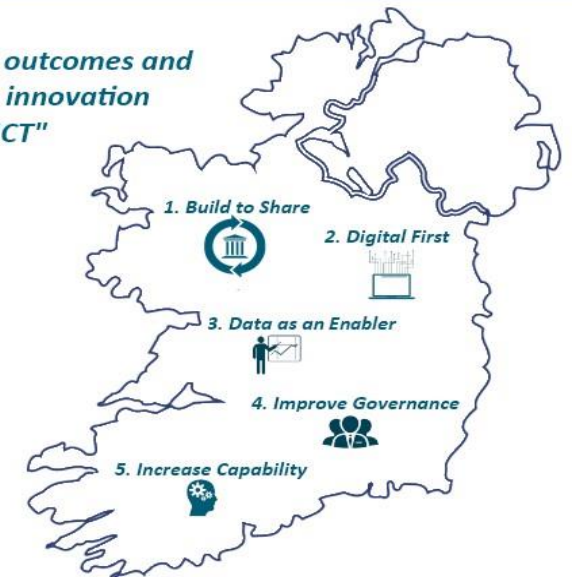 outcomes and
innovation
CT"
1. Build to Share
2. Digital First
3. Data as an Enabler
4. Improve Governance
5. Increase Capability